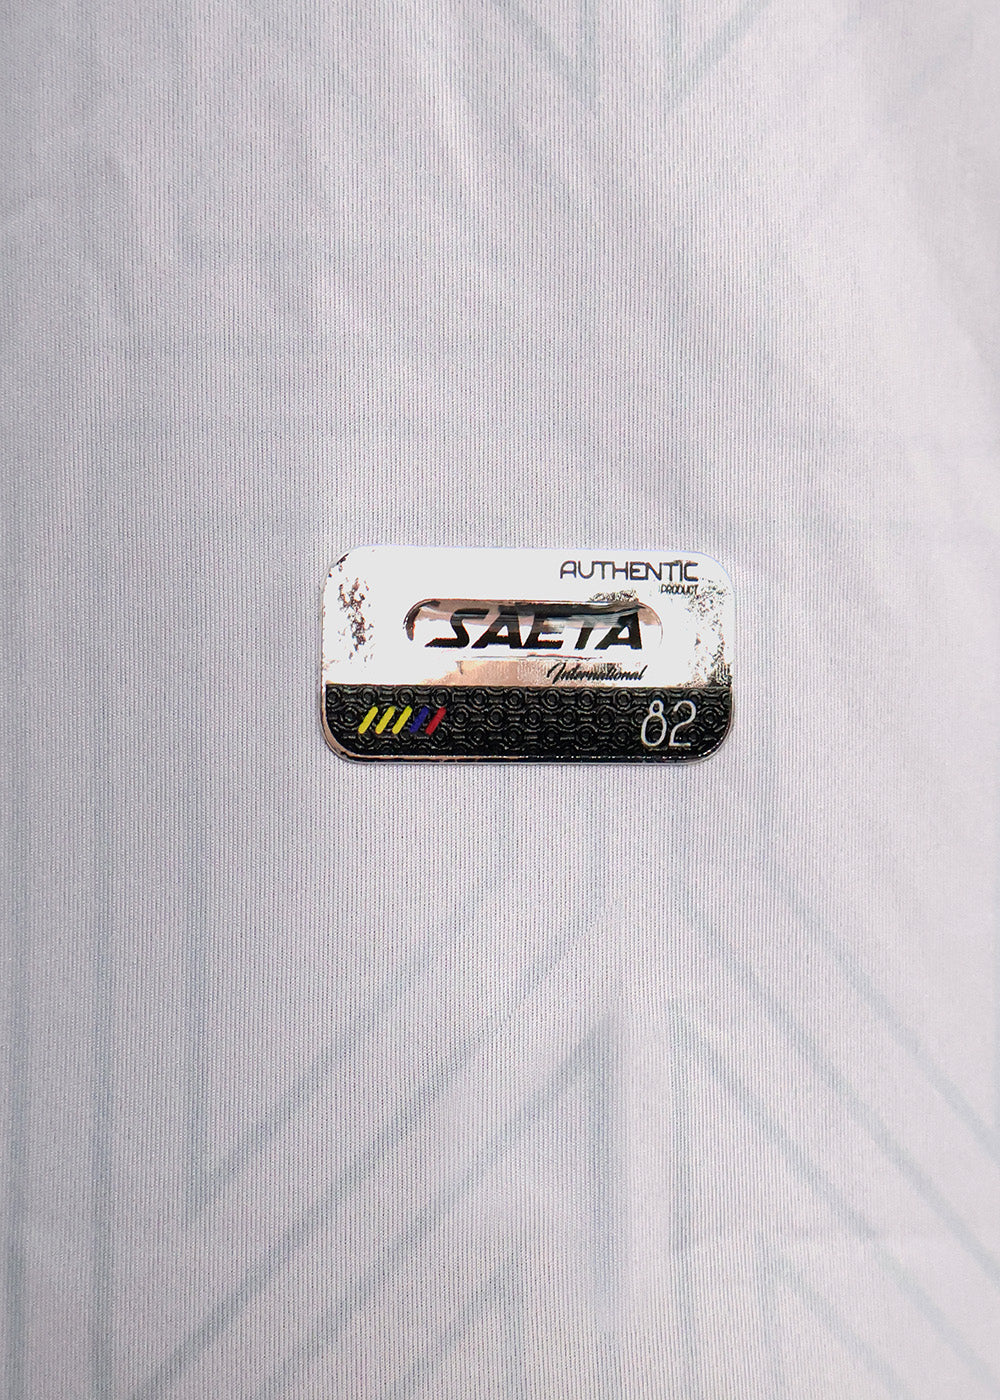 AUTHENTIC
PRODUCT
SAETA
International
82